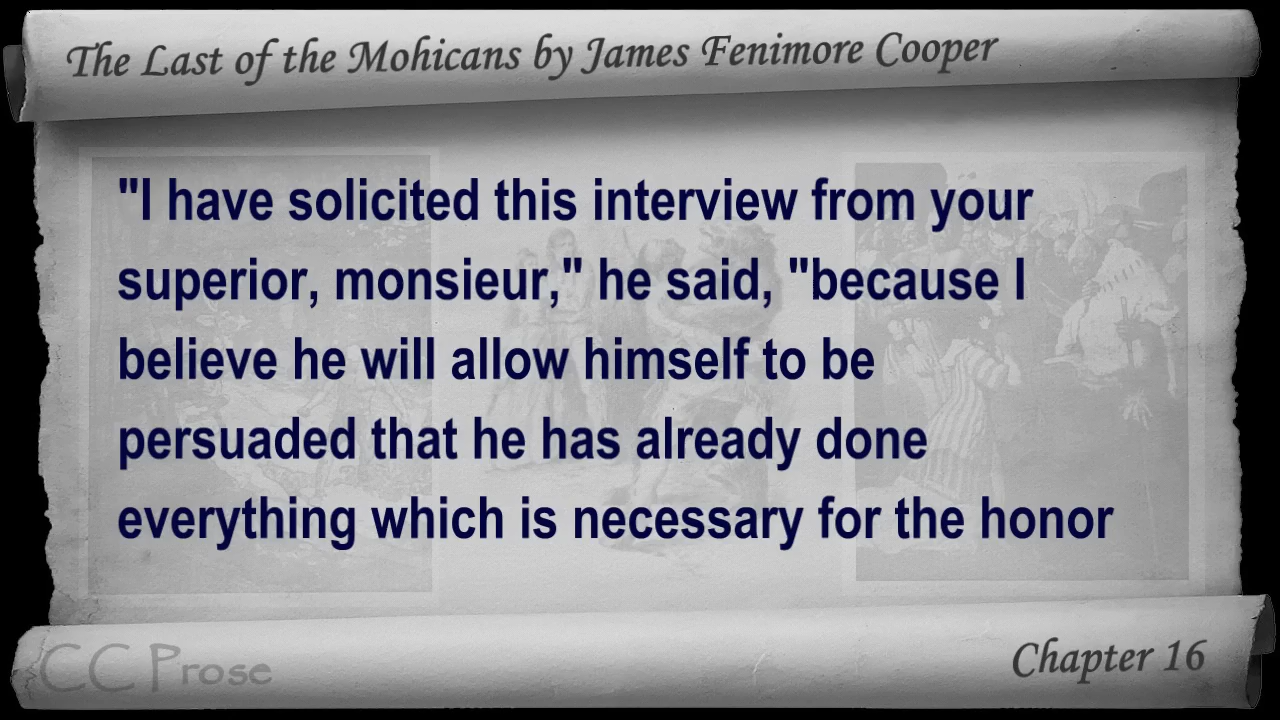 The Last of the Mohicans by James Fenimore Cooper
"I have solicited this interview from your
superior, monsieur," he said, "because I
believe he will allow himself to be
persuaded that he has already done
everything which is necessary for the honor
CC Prose
Chapter 16